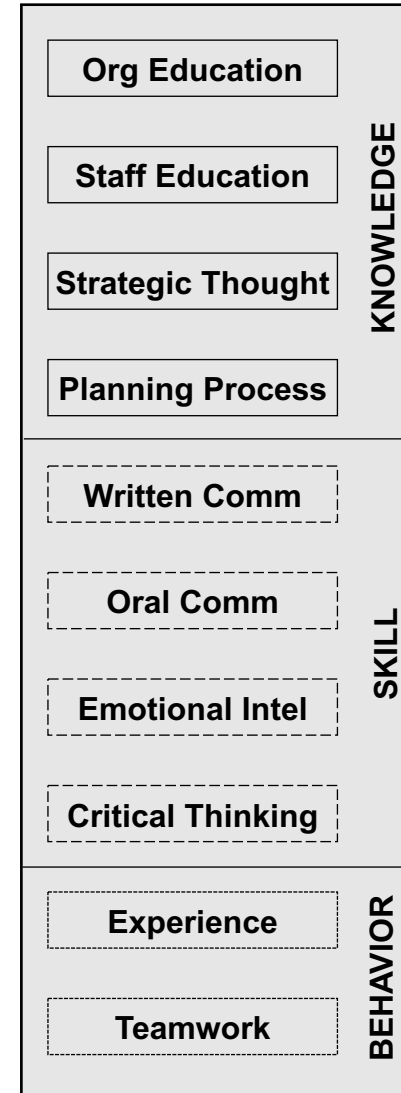 Org Education
Staff Education
Strategic Thought
Planning Process
KNOWLEDGE
Written Comm
Oral Comm
Emotional Intel
Critical Thinking
SKILL
Experience
Teamwork
BEHAVIOR